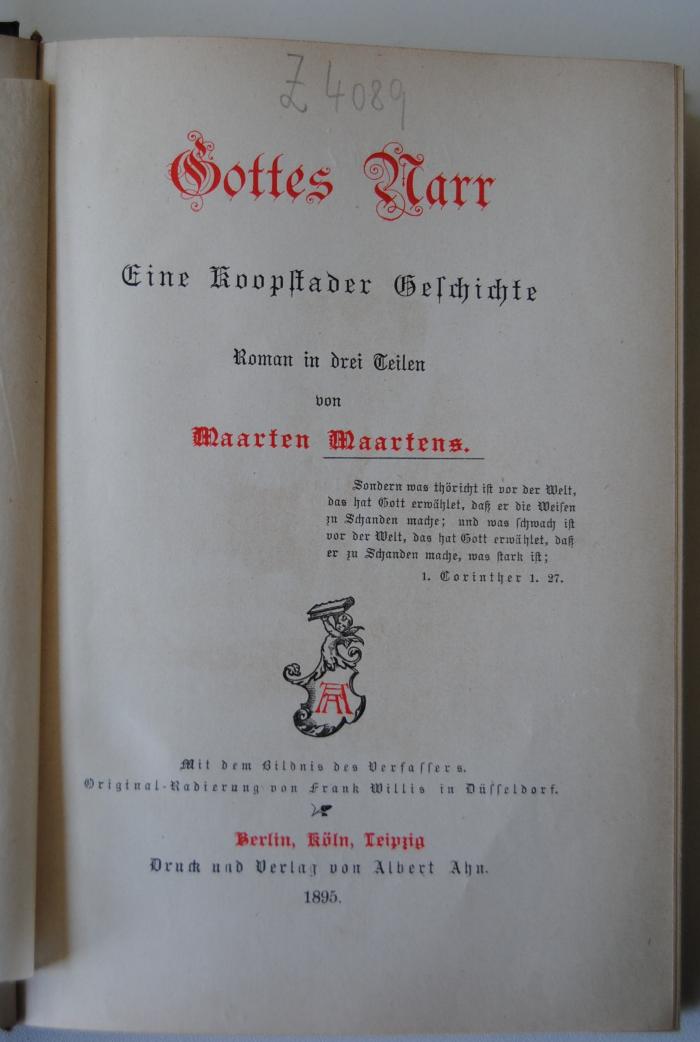 Z 4089
Gottes Narr
Eine Koopstader Geschichte
Roman in drei Teilen
von
Maarten Maartens.
Sondern was thöricht ist vor der Welt,
das hat Gott erwählet, daß er die Weisen
zu Schanden mache; und was schwach ist
vor der Welt, das hat Gott erwählet, daß
er zu Schanden mache, was stark ist;
1. Corinther 1. 27.
AH
Mit dem Bildnis des Verfassers.
Original-Radierung von Frank Willis in Düsseldorf.
Berlin, Köln, Leipzig
Druck und Verlag von Albert Ahn.
1895.